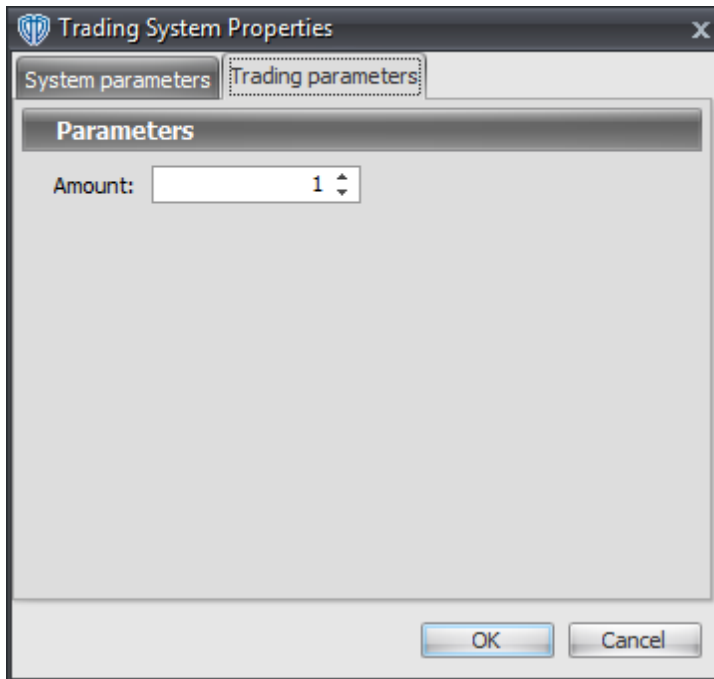 Trading System Properties
System parameters Trading parameters
Parameters
Amount: 1
OK Cancel